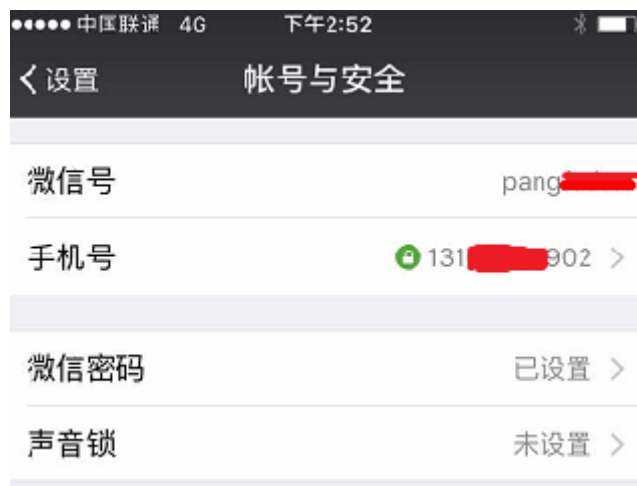 中国联通 4G 下午2:52
设置 帐号与安全
微信号 pang
手机号 131 902
微信密码 已设置
声音锁 未设置